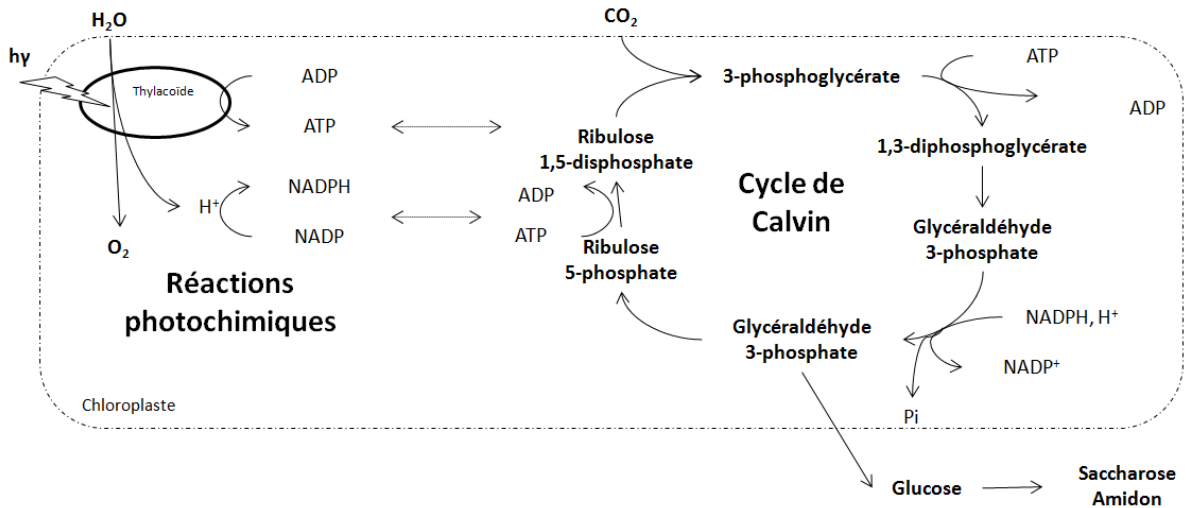 H₂O
CO₂
hγ
Thylacoïde
ADP
ATP
NADPH
H⁺
NADP
O₂
Réactions
photochimiques
Chloroplaste
Ribulose
1,5-disphosphate
ADP
ATP
Ribulose
5-phosphate
Cycle de
Calvin
3-phosphoglycérate
ATP
ADP
1,3-diphosphoglycérate
Glycéraldéhyde
3-phosphate
NADPH, H⁺
NADP⁺
Pi
Glycéraldéhyde
3-phosphate
Glucose
Saccharose
Amidon